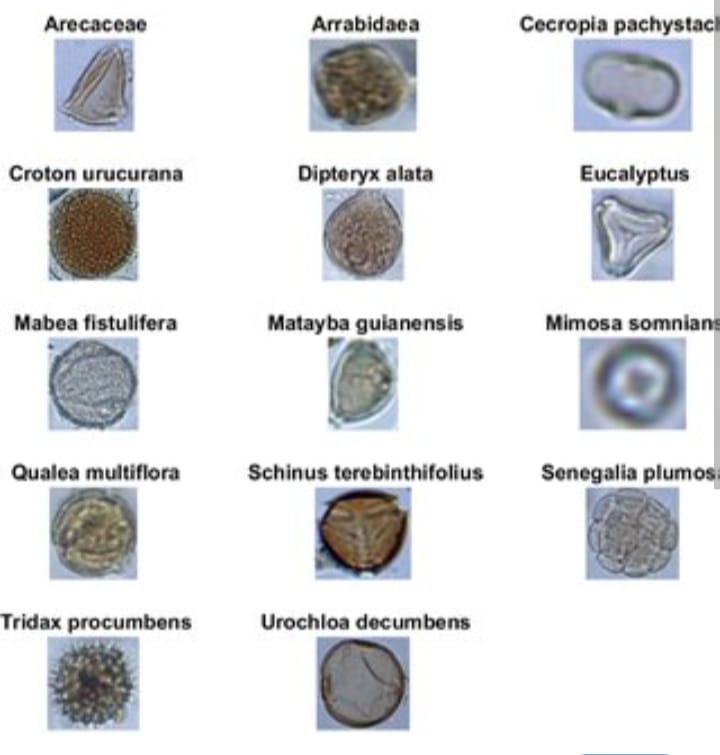 Arecaceae Arrabidaea Cecropia pachystac
Croton urucurana Dipteryx alata Eucalyptus
Mabea fistulifera Matayba guianensis Mimosa somnians
Qualea multiflora Schinus terebinthifolius Senegalia plumosa
Tridax procumbens Urochloa decumbens